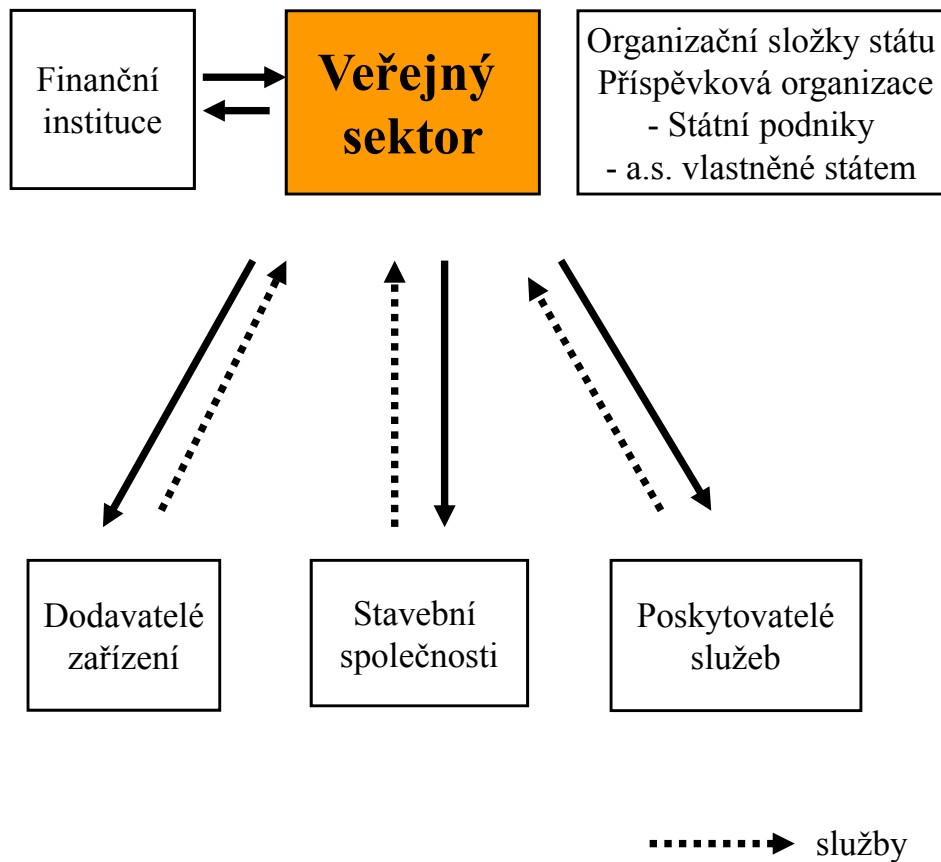 Finanční
instituce
Veřejný
sektor
Organizační složky státu
Příspěvková organizace
- Státní podniky
- a.s. vlastněné státem
Dodavatelé
zařízení
Stavební
společnosti
Poskytovatelé
služeb
služby